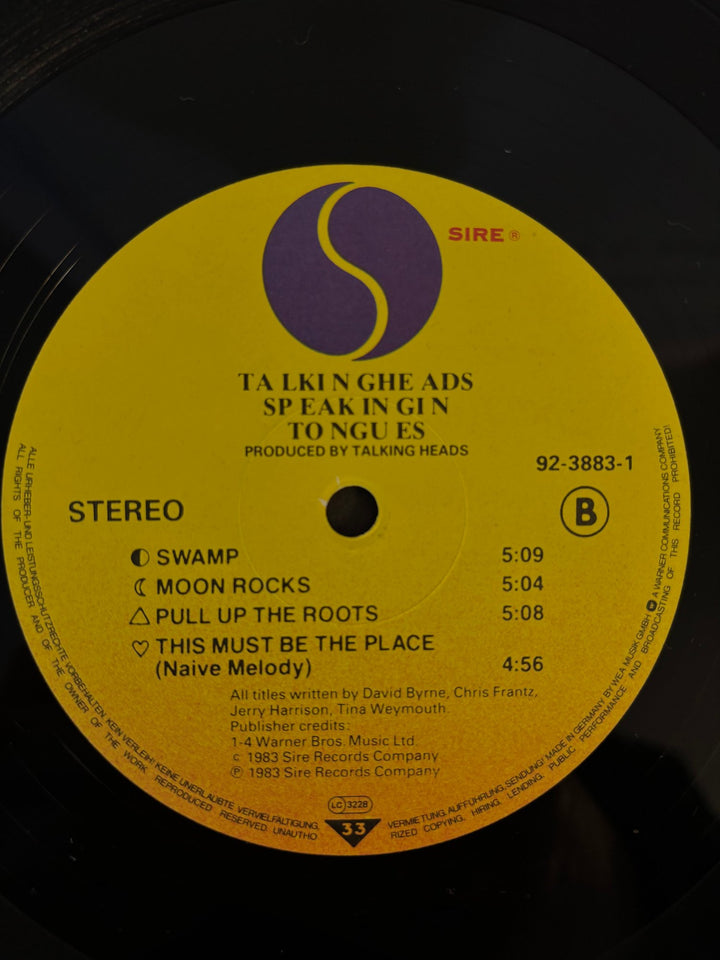 SIRE ®
TA LKI N GHE ADS
SP EAK IN GI N
TO NGU ES
PRODUCED BY TALKING HEADS
92-3883-1
STEREO
B
SWAMP 5:09
MOON ROCKS 5:04
PULL UP THE ROOTS 5:08
THIS MUST BE THE PLACE
(Naive Melody) 4:56
All titles written by David Byrne, Chris Frantz,
Jerry Harrison, Tina Weymouth.
Publisher credits:
1-4 Warner Bros. Music Ltd.
c 1983 Sire Records Company
℗ 1983 Sire Records Company
LC 3228
33
ALLE URHEBER- UND LEISTUNGSSCHUTZRECHTE VORBEHALTEN. KEIN VERLEIH! KEINE UNERLAUBTE VERVIELFÄLTIGUNG, VERMIETUNG, AUFFÜHRUNG, SENDUNG! MADE IN GERMANY BY WEA MUSIK GMBH A WARNER COMMUNICATIONS COMPANY
ALL RIGHTS OF THE PRODUCER AND OF THE OWNER OF THE WORK REPRODUCED RESERVED. UNAUTHORIZED COPYING, HIRING, LENDING, PUBLIC PERFORMANCE AND BROADCASTING OF THIS RECORD PROHIBITED!